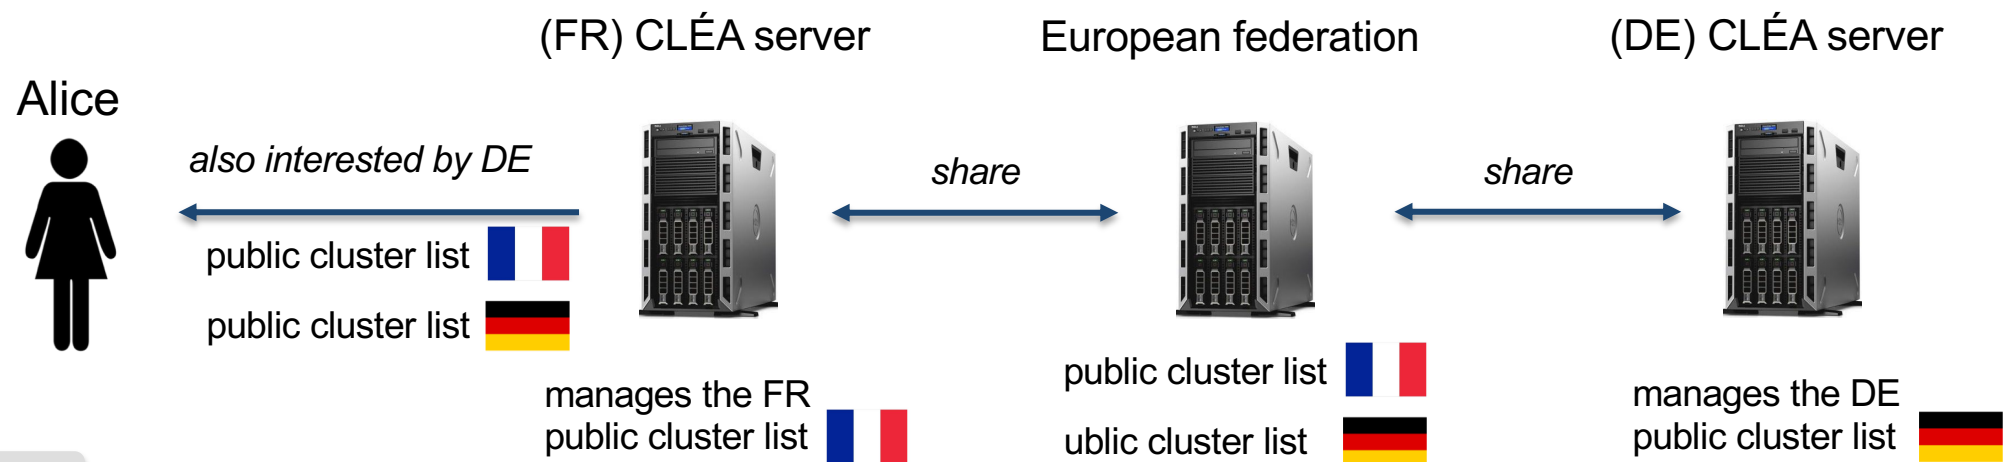 (FR) CLÉA server
European federation
(DE) CLÉA server
Alice
also interested by DE
share
share
public cluster list
public cluster list
manages the FR
public cluster list
public cluster list
ublic cluster list
manages the DE
public cluster list